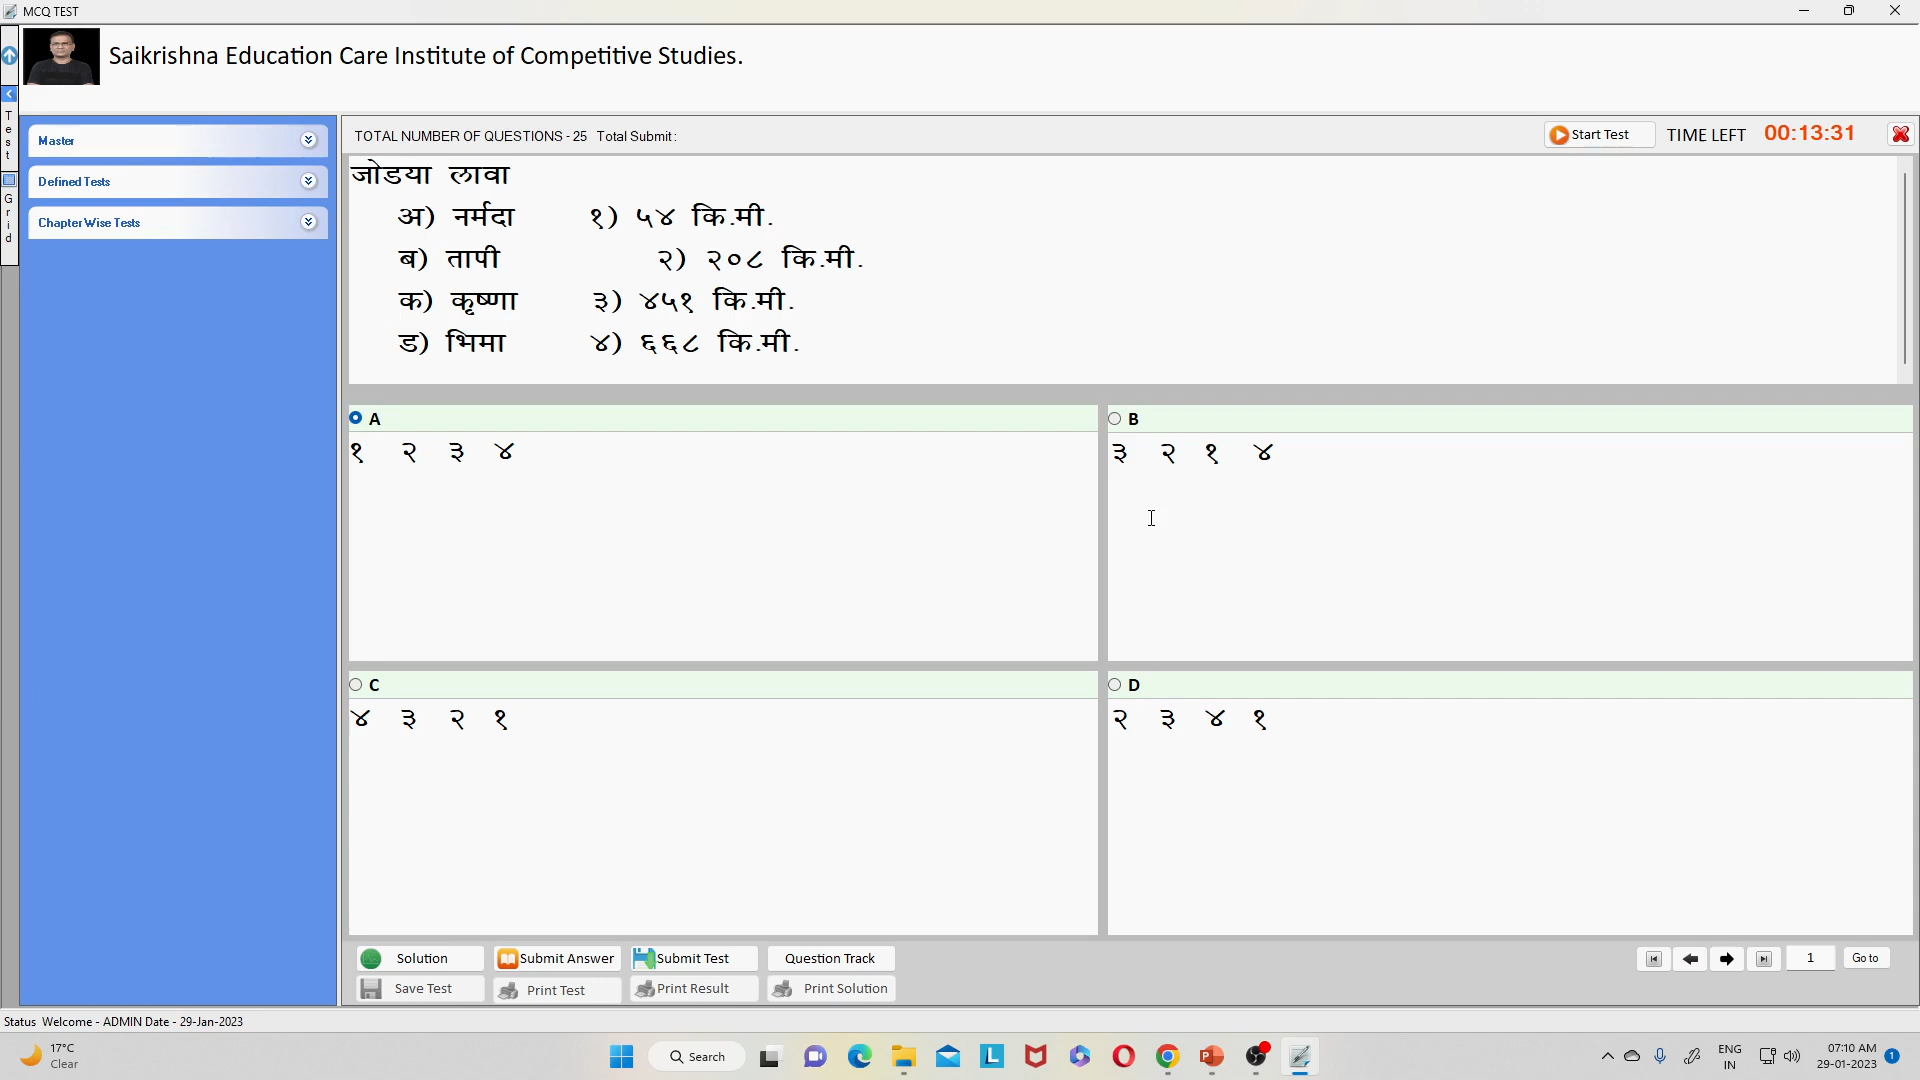 MCQ TEST
Saikrishna Education Care Institute of Competitive Studies.
Test
Grid
Master
Defined Tests
Chapter Wise Tests
TOTAL NUMBER OF QUESTIONS - 25 Total Submit :
Start Test
TIME LEFT 00:13:31
जोडया लावा
अ) नर्मदा १) ५४ कि.मी.
ब) तापी २) २०८ कि.मी.
क) कृष्णा ३) ४५१ कि.मी.
ड) भिमा ४) ६६८ कि.मी.
A
१ २ ३ ४
B
३ २ १ ४
C
४ ३ २ १
D
२ ३ ४ १
Solution Submit Answer Submit Test Question Track
1 Go to
Save Test Print Test Print Result Print Solution
Status Welcome - ADMIN Date - 29-Jan-2023
17°C
Clear
Search
ENG
IN
07:10 AM
29-01-2023
1